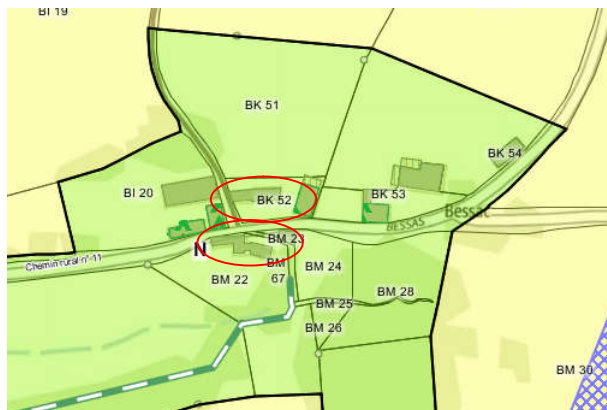 BI 19
BK 51
BK 54
BI 20
BK 52
BK 53
Bessac
BESSAS
BM 23
N
Chemin rural n° 11
BM 22
BM
67
BM 24
BM 28
BM 25
BM 26
BM 30